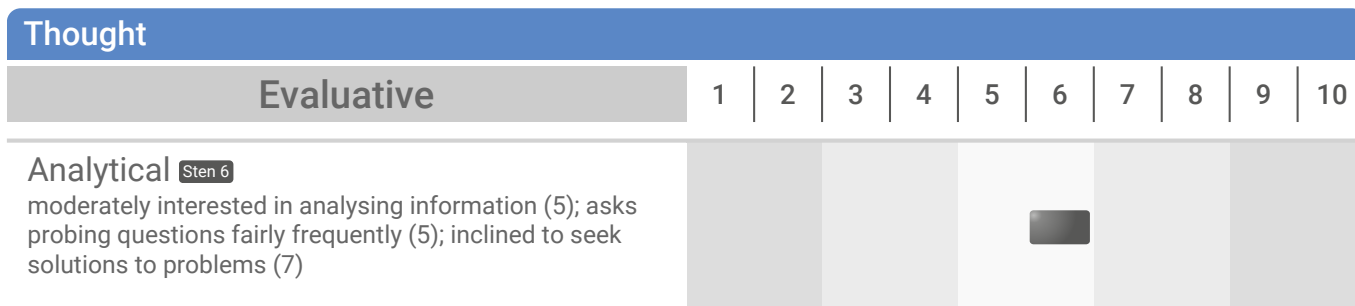 Thought
Evaluative 1 2 3 4 5 6 7 8 9 10
Analytical Sten 6
moderately interested in analysing information (5); asks
probing questions fairly frequently (5); inclined to seek
solutions to problems (7)